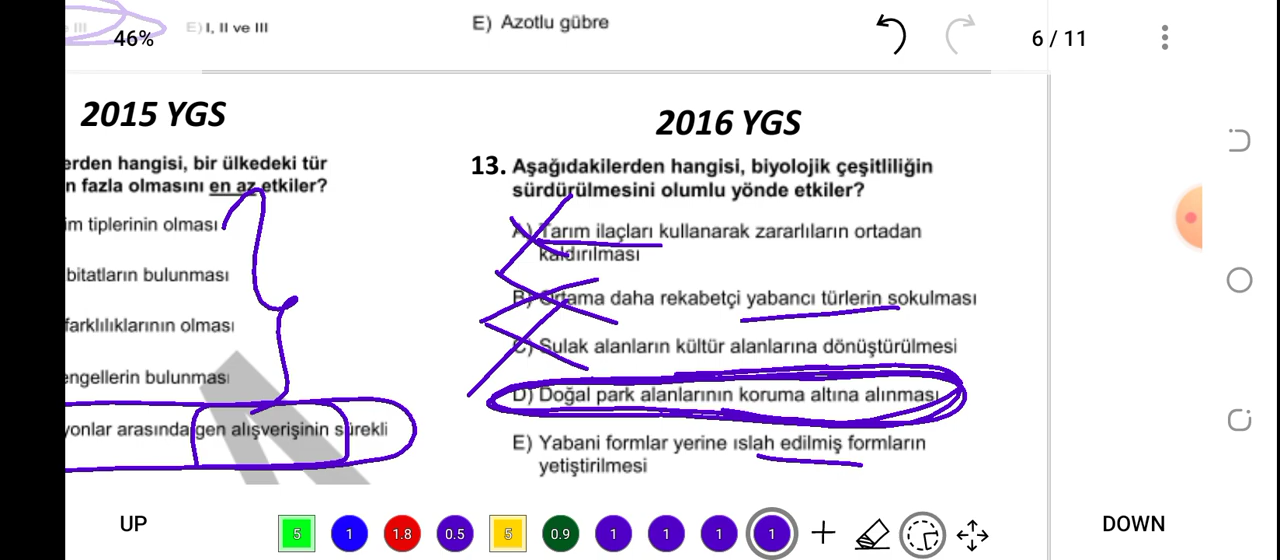 46%
e III
E) I, II ve III
E) Azotlu gübre
6 / 11
2015 YGS
erden hangisi, bir ülkedeki tür
n fazla olmasını en az etkiler?
im tiplerinin olması
bitatların bulunması
farklılıklarının olması
engellerin bulunması
yonlar arasında gen alışverişinin sürekli
2016 YGS
13. Aşağıdakilerden hangisi, biyolojik çeşitliliğin
sürdürülmesini olumlu yönde etkiler?
A) Tarım ilaçları kullanarak zararlıların ortadan
kaldırılması
B) Ortama daha rekabetçi yabancı türlerin sokulması
C) Sulak alanların kültür alanlarına dönüştürülmesi
D) Doğal park alanlarının koruma altına alınması
E) Yabani formlar yerine ıslah edilmiş formların
yetiştirilmesi
UP
5
1
1.8
0.5
5
0.9
1
1
1
1
DOWN